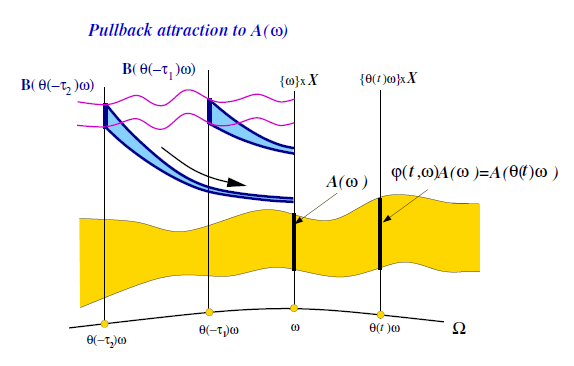 Pullback attraction to A(ω)
B( θ(−τ₁)ω)
B( θ(−τ₂)ω)
{ω}x X
{θ(t)ω}x X
A(ω )
φ(t ,ω)A(ω )=A(θ(t)ω )
θ(−τ₂)ω
θ(−τ₁)ω
ω
θ(t )ω
Ω